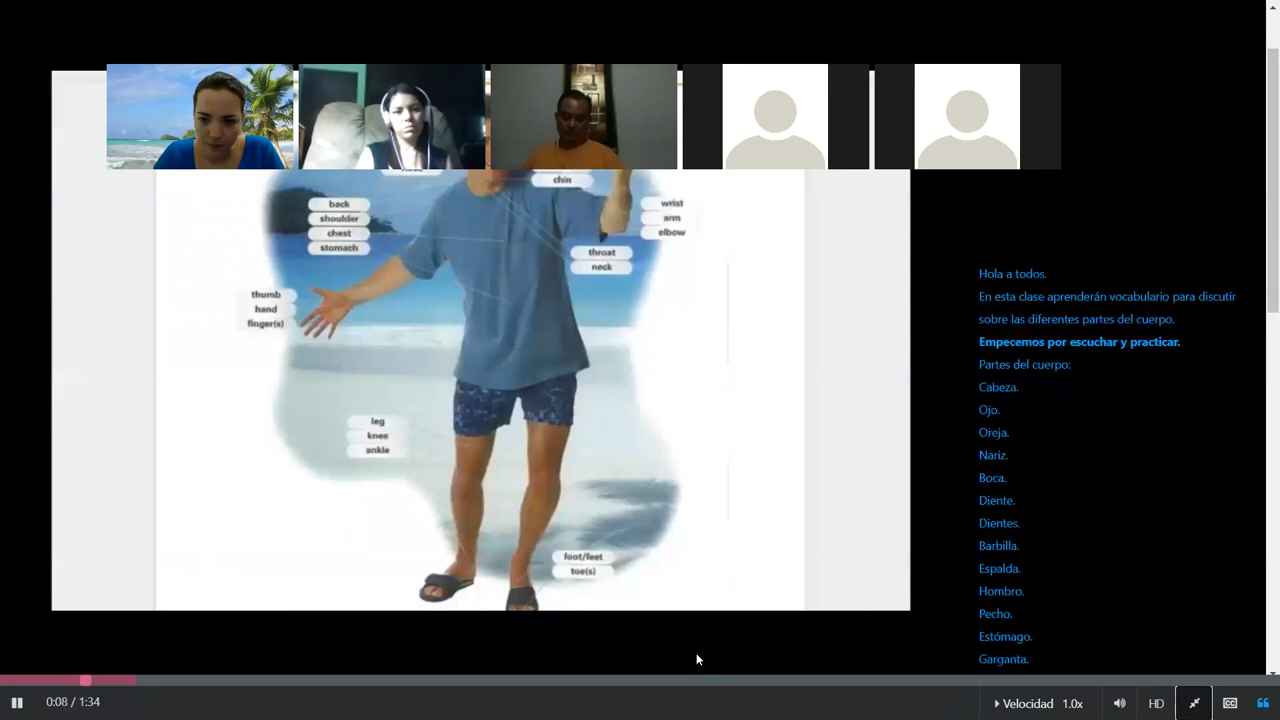 chin
back
shoulder
chest
stomach
wrist
arm
elbow
throat
neck
thumb
hand
finger(s)
leg
knee
ankle
foot/feet
toe(s)
Hola a todos.
En esta clase aprenderán vocabulario para discutir
sobre las diferentes partes del cuerpo.
Empecemos por escuchar y practicar.
Partes del cuerpo:
Cabeza.
Ojo.
Oreja.
Nariz.
Boca.
Diente.
Dientes.
Barbilla.
Espalda.
Hombro.
Pecho.
Estómago.
Garganta.
0:08 / 1:34
Velocidad 1.0x
HD
CC